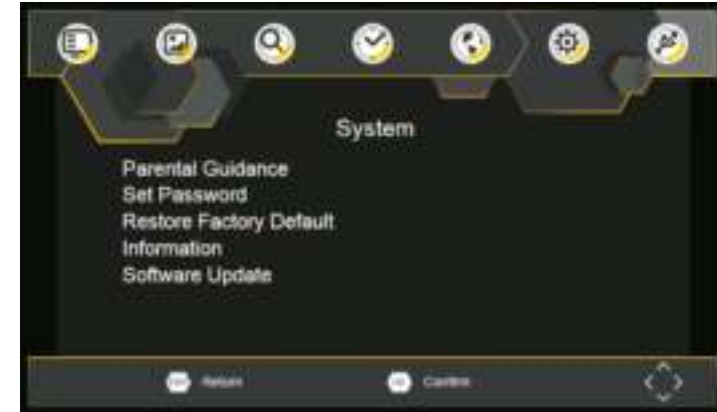 System
Parental Guidance
Set Password
Restore Factory Default
Information
Software Update
Return
Confirm